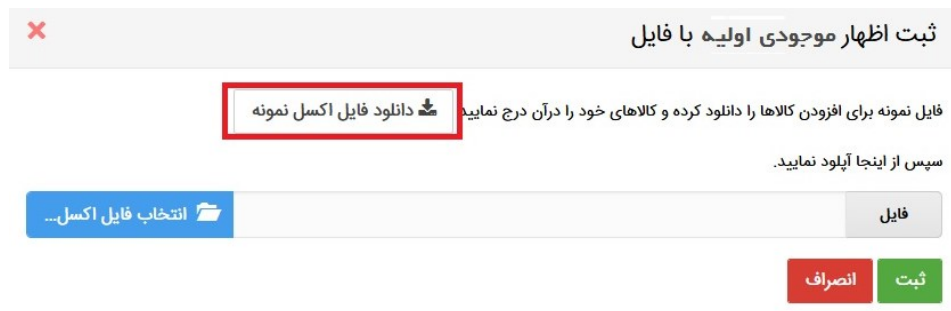 ثبت اظهار موجودی اولیه با فایل
فایل نمونه برای افزودن کالاها را دانلود کرده و کالاهای خود را درآن درج نمایید دانلود فایل اکسل نمونه
سپس از اینجا آپلود نمایید.
فایل انتخاب فایل اکسل...
ثبت انصراف